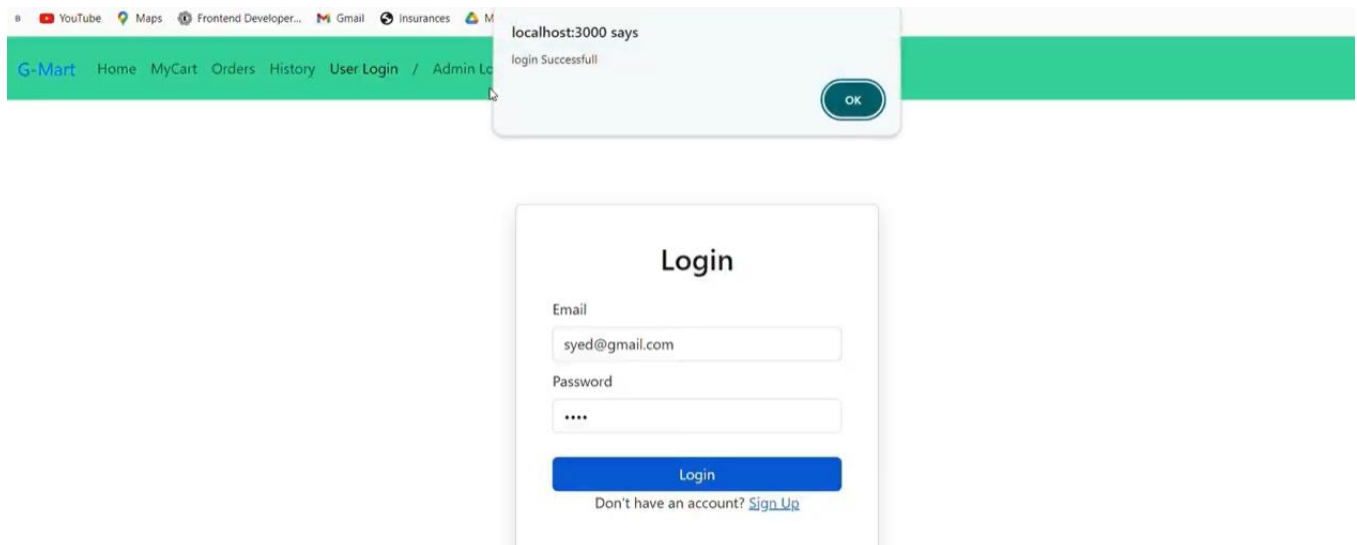 B YouTube Maps Frontend Developer... Gmail Insurances M
localhost:3000 says
login Successfull
OK
G-Mart Home MyCart Orders History User Login / Admin Lo
Login
Email
syed@gmail.com
Password
••••
Login
Don't have an account? Sign Up